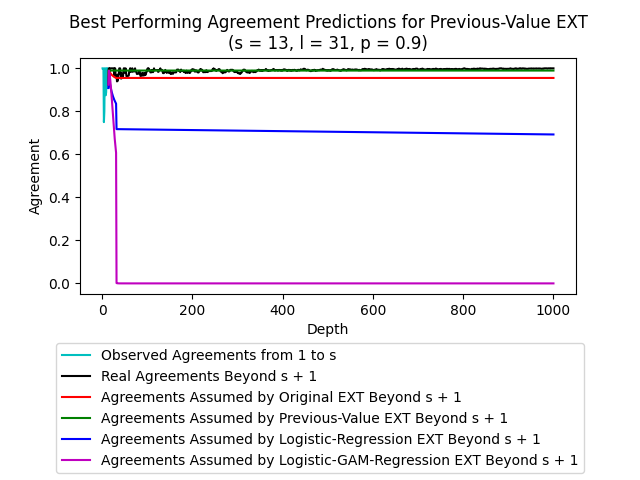 Best Performing Agreement Predictions for Previous-Value EXT
(s = 13, l = 31, p = 0.9)
1.0
0.8
0.6
0.4
0.2
0.0
Agreement
0 200 400 600 800 1000
Depth
Observed Agreements from 1 to s
Real Agreements Beyond s + 1
Agreements Assumed by Original EXT Beyond s + 1
Agreements Assumed by Previous-Value EXT Beyond s + 1
Agreements Assumed by Logistic-Regression EXT Beyond s + 1
Agreements Assumed by Logistic-GAM-Regression EXT Beyond s + 1